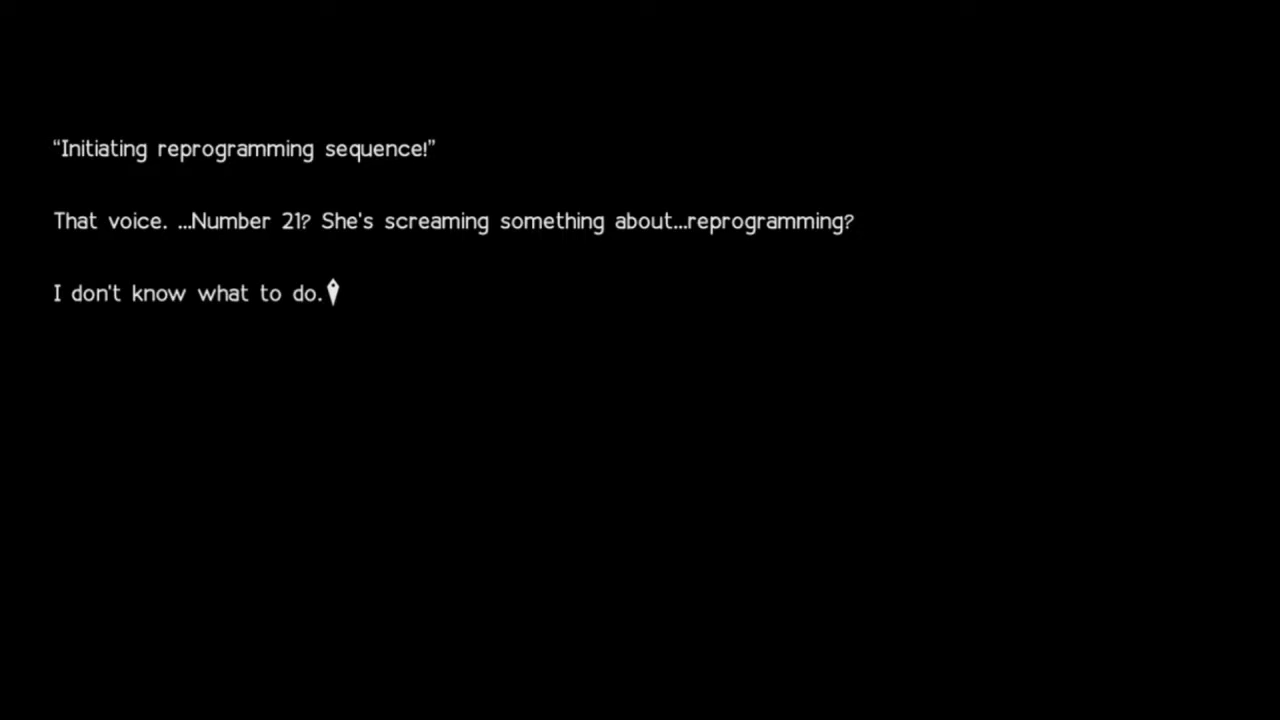 “Initiating reprogramming sequence!”
That voice. ...Number 21? She's screaming something about...reprogramming?
I don't know what to do.